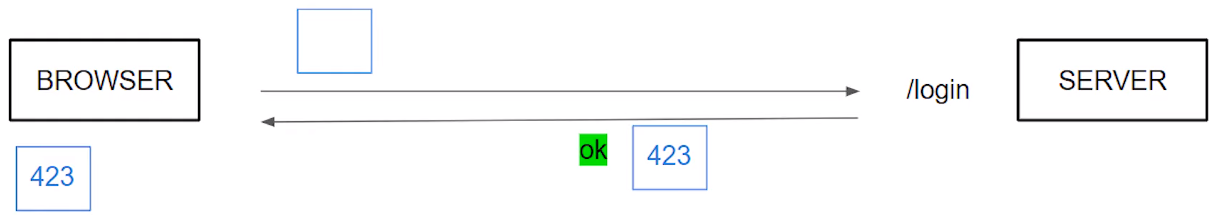 BROWSER
/login
SERVER
ok
423
423